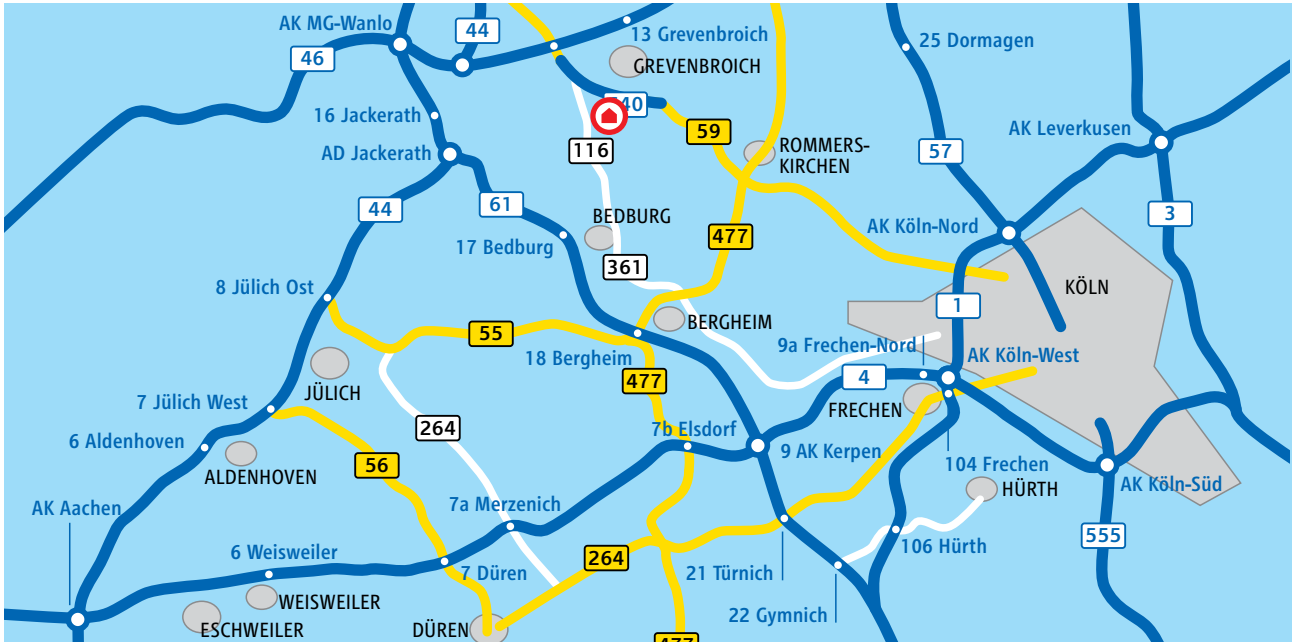 AK MG-Wanlo
44
13 Grevenbroich
25 Dormagen
46
GREVENBROICH
16 Jackerath
59
AK Leverkusen
116
ROMMERS-
KIRCHEN
AD Jackerath
57
44
61
3
BEDBURG
AK Köln-Nord
17 Bedburg
477
361
8 Jülich Ost
KÖLN
1
BERGHEIM
55
9a Frechen-Nord
AK Köln-West
18 Bergheim
477
4
JÜLICH
FRECHEN
7 Jülich West
264
7b Elsdorf
6 Aldenhoven
9 AK Kerpen
104 Frechen
ALDENHOVEN
56
HÜRTH
AK Köln-Süd
AK Aachen
7a Merzenich
555
6 Weisweiler
264
106 Hürth
7 Düren
21 Türnich
WEISWEILER
22 Gymnich
ESCHWEILER
DÜREN
477